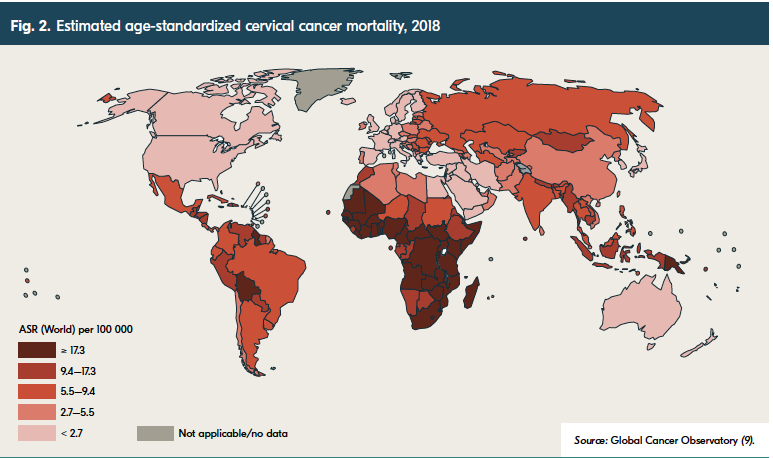 Fig. 2. Estimated age-standardized cervical cancer mortality, 2018
ASR (World) per 100 000
≥ 17.3
9.4–17.3
5.5–9.4
2.7–5.5
< 2.7
Not applicable/no data
Source: Global Cancer Observatory (9).